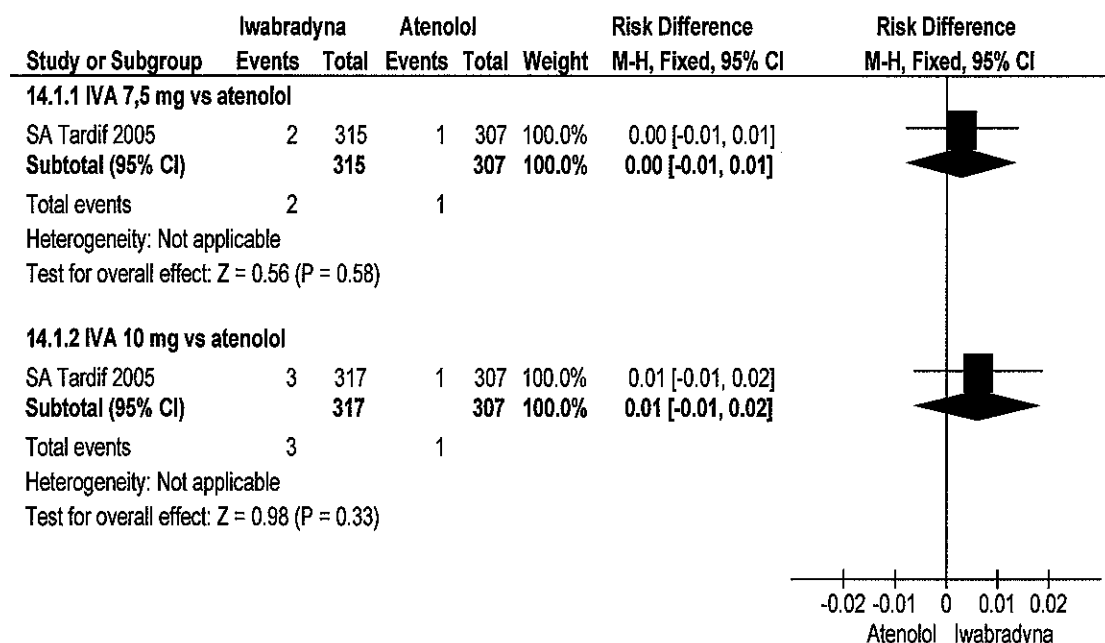 Iwabradyna Atenolol Risk Difference Risk Difference
Study or Subgroup Events Total Events Total Weight M-H, Fixed, 95% CI M-H, Fixed, 95% CI
14.1.1 IVA 7,5 mg vs atenolol
SA Tardif 2005 2 315 1 307 100.0% 0.00 [-0.01, 0.01]
Subtotal (95% CI) 315 307 100.0% 0.00 [-0.01, 0.01]
Total events 2 1
Heterogeneity: Not applicable
Test for overall effect: Z = 0.56 (P = 0.58)
14.1.2 IVA 10 mg vs atenolol
SA Tardif 2005 3 317 1 307 100.0% 0.01 [-0.01, 0.02]
Subtotal (95% CI) 317 307 100.0% 0.01 [-0.01, 0.02]
Total events 3 1
Heterogeneity: Not applicable
Test for overall effect: Z = 0.98 (P = 0.33)
-0.02 -0.01 0 0.01 0.02
Atenolol Iwabradyna